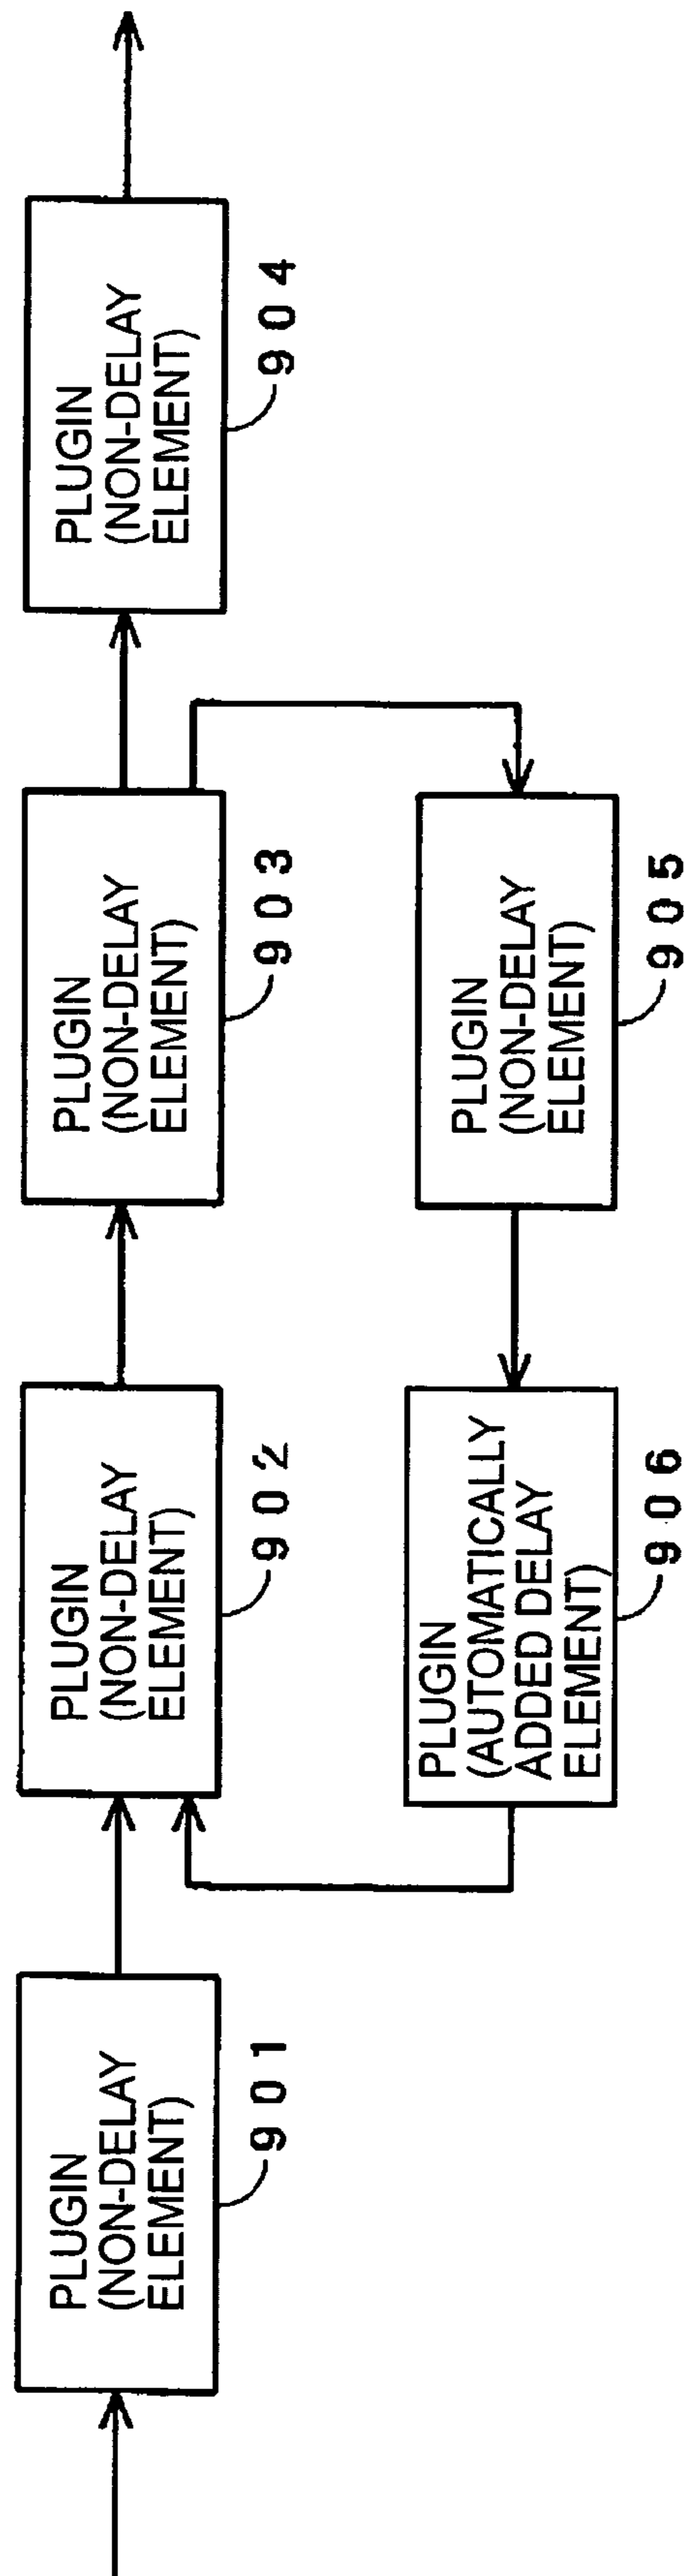 PLUGIN
(NON-DELAY
ELEMENT)
901
PLUGIN
(NON-DELAY
ELEMENT)
902
PLUGIN
(NON-DELAY
ELEMENT)
903
PLUGIN
(NON-DELAY
ELEMENT)
904
PLUGIN
(AUTOMATICALLY
ADDED DELAY
ELEMENT)
906
PLUGIN
(NON-DELAY
ELEMENT)
905